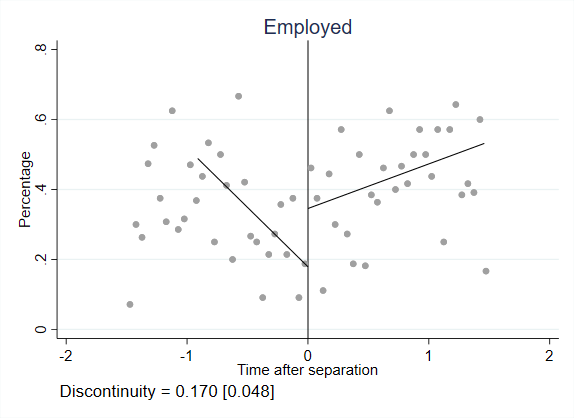 Employed
Percentage
.8
.6
.4
.2
0
-2 -1 0 1 2
Time after separation
Discontinuity = 0.170 [0.048]